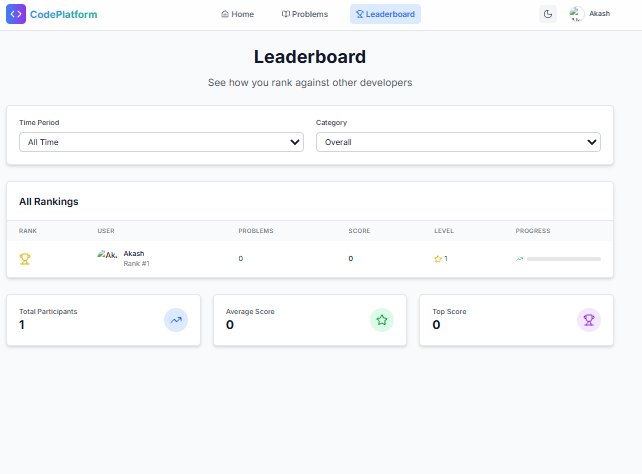 CodePlatform
Home Problems Leaderboard
Akash
Leaderboard
See how you rank against other developers
Time Period Category
All Time Overall
All Rankings
RANK USER PROBLEMS SCORE LEVEL PROGRESS
Ak. Akash 0 0 1
Rank #1
Total Participants Average Score Top Score
1 0 0